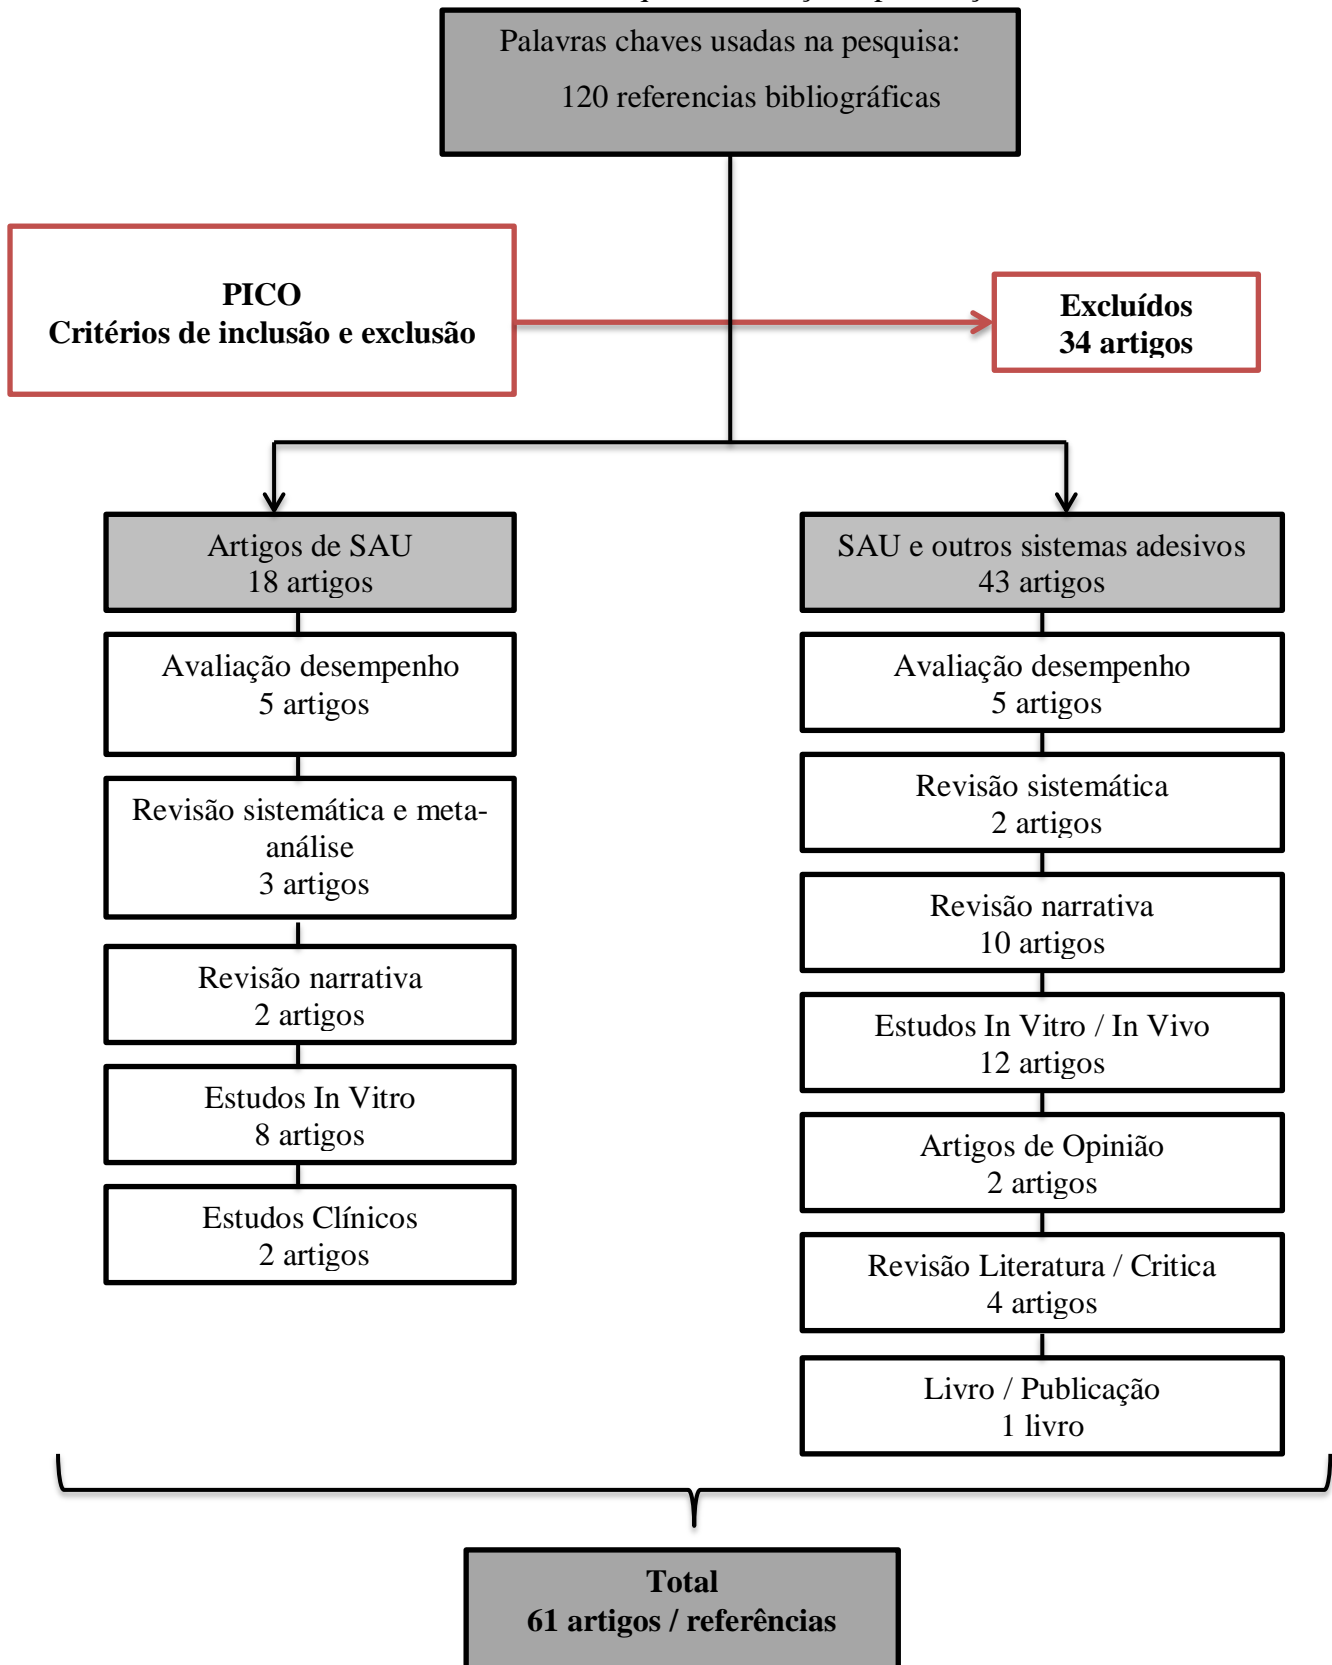 Palavras chaves usadas na pesquisa:
120 referencias bibliográficas
PICO
Critérios de inclusão e exclusão
Excluídos
34 artigos
Artigos de SAU
18 artigos
Avaliação desempenho
5 artigos
Revisão sistemática e meta-
análise
3 artigos
Revisão narrativa
2 artigos
Estudos In Vitro
8 artigos
Estudos Clínicos
2 artigos
SAU e outros sistemas adesivos
43 artigos
Avaliação desempenho
5 artigos
Revisão sistemática
2 artigos
Revisão narrativa
10 artigos
Estudos In Vitro / In Vivo
12 artigos
Artigos de Opinião
2 artigos
Revisão Literatura / Critica
4 artigos
Livro / Publicação
1 livro
Total
61 artigos / referências